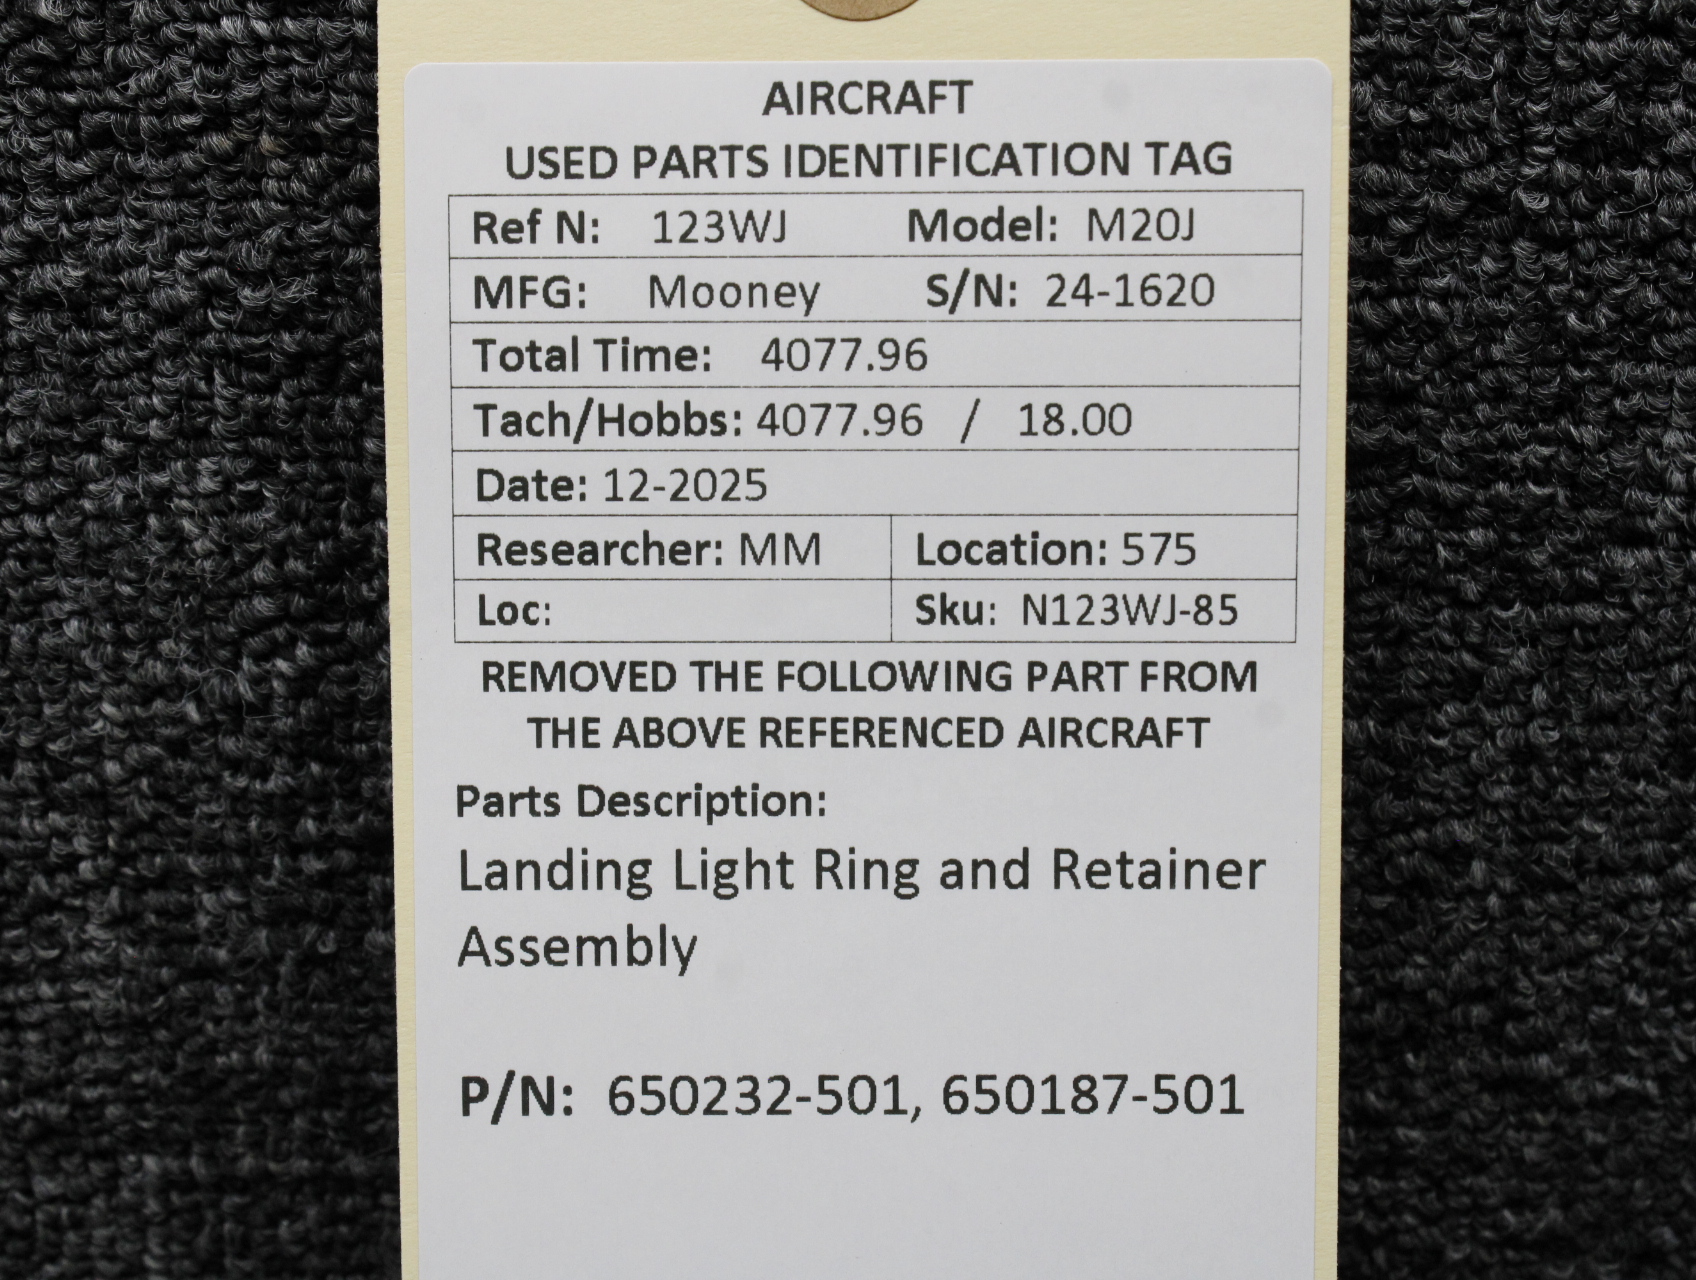 AIRCRAFT
USED PARTS IDENTIFICATION TAG
Ref N: 123WJ Model: M20J
MFG: Mooney S/N: 24-1620
Total Time: 4077.96
Tach/Hobbs: 4077.96 / 18.00
Date: 12-2025
Researcher: MM Location: 575
Loc: Sku: N123WJ-85
REMOVED THE FOLLOWING PART FROM
THE ABOVE REFERENCED AIRCRAFT
Parts Description:
Landing Light Ring and Retainer
Assembly
P/N: 650232-501, 650187-501